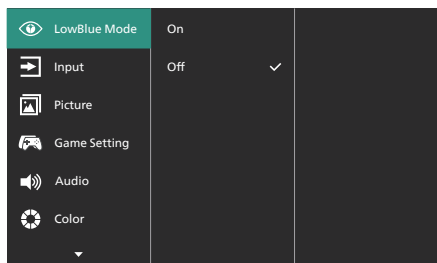 LowBlue Mode
On
Input
Off
Picture
Game Setting
Audio
Color